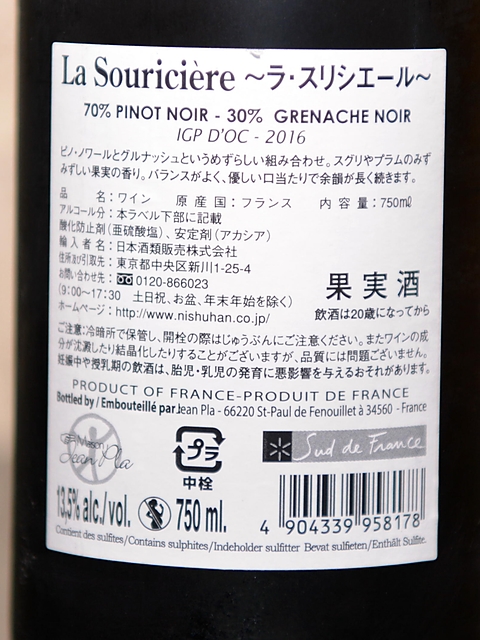 La Souricière ～ラ・スリシエール～
70% PINOT NOIR - 30% GRENACHE NOIR
IGP D'OC - 2016
ピノ・ノワールとグルナッシュというめずらしい組み合わせ。スグリやプラムのみず
みずしい果実の香り。バランスがよく、優しい口当たりで余韻が長く続きます。
品 名：ワイン 原産国：フランス 内容量：750㎖
アルコール分：本ラベル下部に記載
酸化防止剤（亜硫酸塩）、安定剤（アカシア）
輸入者名：日本酒類販売株式会社
住所及び引取先：東京都中央区新川1-25-4
お問い合わせ先：0120-866023
（9：00〜17：30 土日祝、お盆、年末年始を除く）
ホームページ：http://www.nishuhan.co.jp/
果実酒
飲酒は20歳になってから
ご注意：冷暗所で保管し、開栓の際はじゅうぶんにご注意ください。またワインの成
分が沈澱したり結晶化したりすることがございますが、品質には問題ございません。
妊娠中や授乳期の飲酒は、胎児・乳児の発育に悪影響を与えるおそれがあります。
PRODUCT OF FRANCE-PRODUIT DE FRANCE
Bottled by / Embouteillé par Jean Pla - 66220 St-Paul de Fenouillet à 34560 - France
Maison
Jean Pla
プラ
中栓
Sud de France
13,5% alc./vol. 750 ml.
4 904339 958178
Contient des sulfites/Contains sulphites/Indeholder sulfitter Bevat sulfieten/Enthält Sulfite.